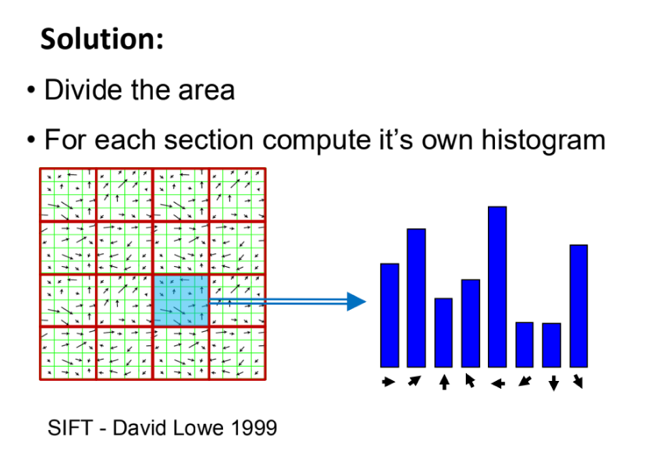 Solution:
• Divide the area
• For each section compute it's own histogram
SIFT - David Lowe 1999